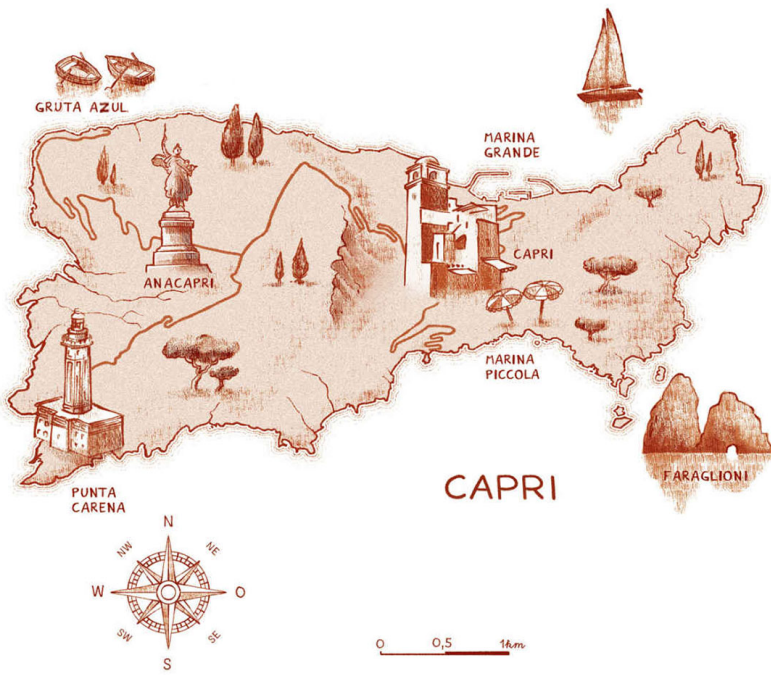 GRUTA AZUL
MARINA
GRANDE
CAPRI
ANACAPRI
MARINA
PICCOLA
FARAGLIONI
PUNTA
CARENA
CAPRI
N
NW
NE
W
O
SW
SE
S
0
0,5
1km